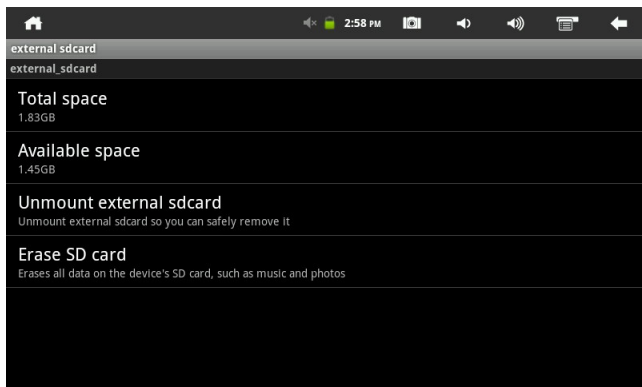 2:58 PM
external sdcard
external_sdcard
Total space
1.83GB
Available space
1.45GB
Unmount external sdcard
Unmount external sdcard so you can safely remove it
Erase SD card
Erases all data on the device's SD card, such as music and photos